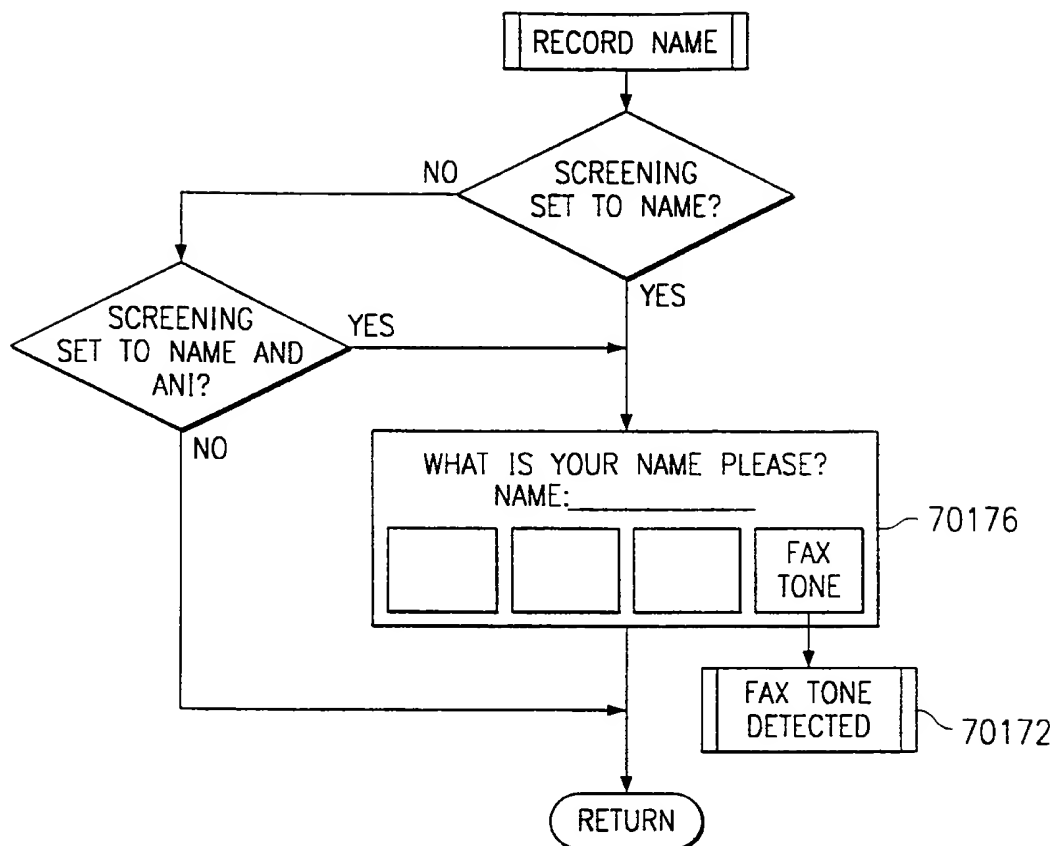 RECORD NAME
SCREENING
SET TO NAME?
NO
YES
SCREENING
SET TO NAME AND
ANI?
YES
NO
WHAT IS YOUR NAME PLEASE?
NAME:
FAX
TONE
70176
FAX TONE
DETECTED
70172
RETURN